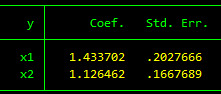 y Coef. Std. Err.
x1 1.433702 .2027666
x2 1.126462 .1667689